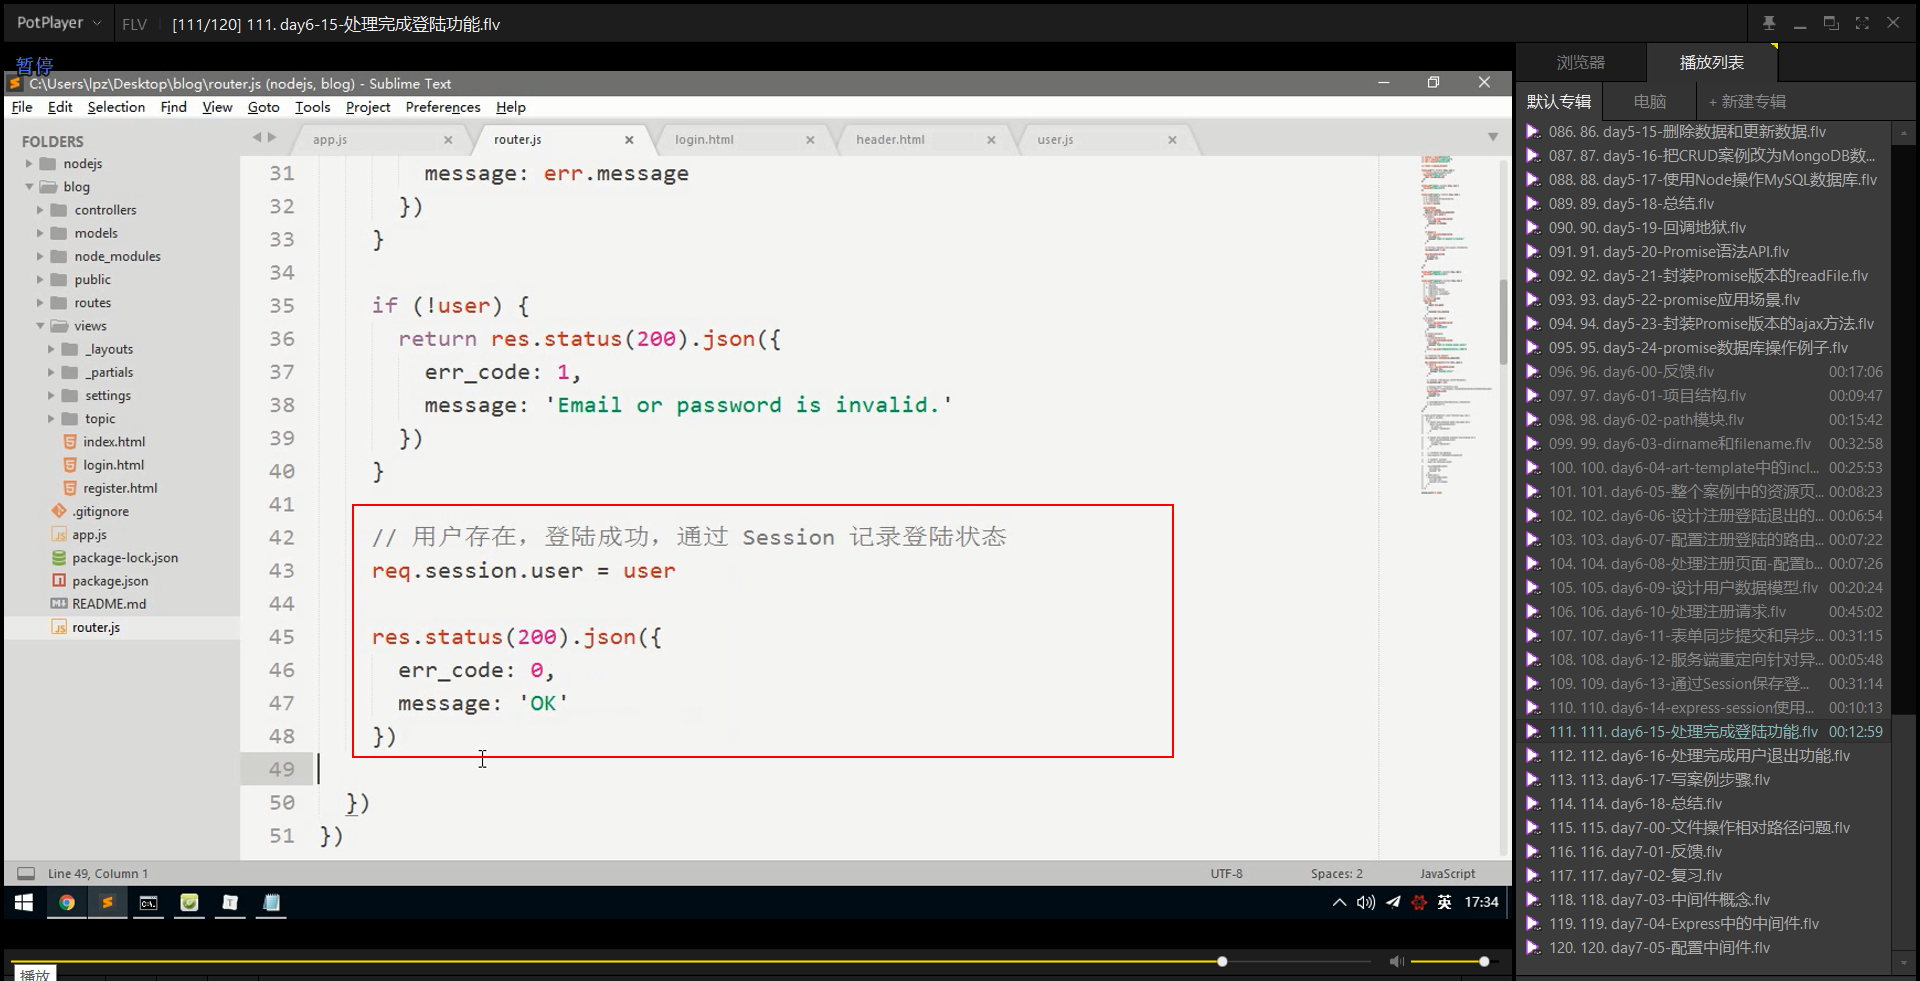 PotPlayer
FLV
[111/120] 111. day6-15-处理完成登陆功能.flv
暂停
C:\Users\lpz\Desktop\blog\router.js (nodejs, blog) - Sublime Text
File Edit Selection Find View Goto Tools Project Preferences Help
FOLDERS
nodejs
blog
controllers
models
node_modules
public
routes
views
_layouts
_partials
settings
topic
index.html
login.html
register.html
.gitignore
app.js
package-lock.json
package.json
README.md
router.js
app.js router.js login.html header.html user.js
31 message: err.message
32 })
33 }
34
35 if (!user) {
36 return res.status(200).json({
37 err_code: 1,
38 message: 'Email or password is invalid.'
39 })
40 }
41
42 // 用户存在，登陆成功，通过 Session 记录登陆状态
43 req.session.user = user
44
45 res.status(200).json({
46 err_code: 0,
47 message: 'OK'
48 })
49
50 })
51 })
Line 49, Column 1
UTF-8
Spaces: 2
JavaScript
英
17:34
播放
浏览器
播放列表
默认专辑
电脑
+ 新建专辑
086. 86. day5-15-删除数据和更新数据.flv
087. 87. day5-16-把CRUD案例改为MongoDB数...
088. 88. day5-17-使用Node操作MySQL数据库.flv
089. 89. day5-18-总结.flv
090. 90. day5-19-回调地狱.flv
091. 91. day5-20-Promise语法API.flv
092. 92. day5-21-封装Promise版本的readFile.flv
093. 93. day5-22-promise应用场景.flv
094. 94. day5-23-封装Promise版本的ajax方法.flv
095. 95. day5-24-promise数据库操作例子.flv
096. 96. day6-00-反馈.flv 00:17:06
097. 97. day6-01-项目结构.flv 00:09:47
098. 98. day6-02-path模块.flv 00:15:42
099. 99. day6-03-dirname和filename.flv 00:32:58
100. 100. day6-04-art-template中的incl... 00:25:53
101. 101. day6-05-整个案例中的资源页... 00:08:23
102. 102. day6-06-设计注册登陆退出的... 00:06:54
103. 103. day6-07-配置注册登陆的路由... 00:07:22
104. 104. day6-08-处理注册页面-配置b... 00:07:26
105. 105. day6-09-设计用户数据模型.flv 00:20:24
106. 106. day6-10-处理注册请求.flv 00:45:02
107. 107. day6-11-表单同步提交和异步... 00:31:15
108. 108. day6-12-服务端重定向针对异... 00:05:48
109. 109. day6-13-通过Session保存登... 00:31:14
110. 110. day6-14-express-session使用... 00:10:13
111. 111. day6-15-处理完成登陆功能.flv 00:12:59
112. 112. day6-16-处理完成用户退出功能.flv
113. 113. day6-17-写案例步骤.flv
114. 114. day6-18-总结.flv
115. 115. day7-00-文件操作相对路径问题.flv
116. 116. day7-01-反馈.flv
117. 117. day7-02-复习.flv
118. 118. day7-03-中间件概念.flv
119. 119. day7-04-Express中的中间件.flv
120. 120. day7-05-配置中间件.flv